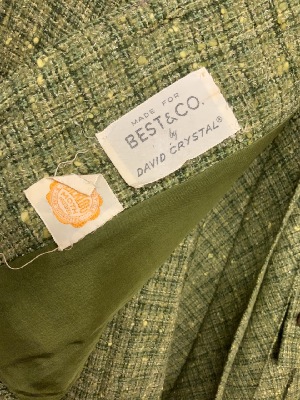 MADE FOR
BEST & CO.
by
DAVID CRYSTAL®